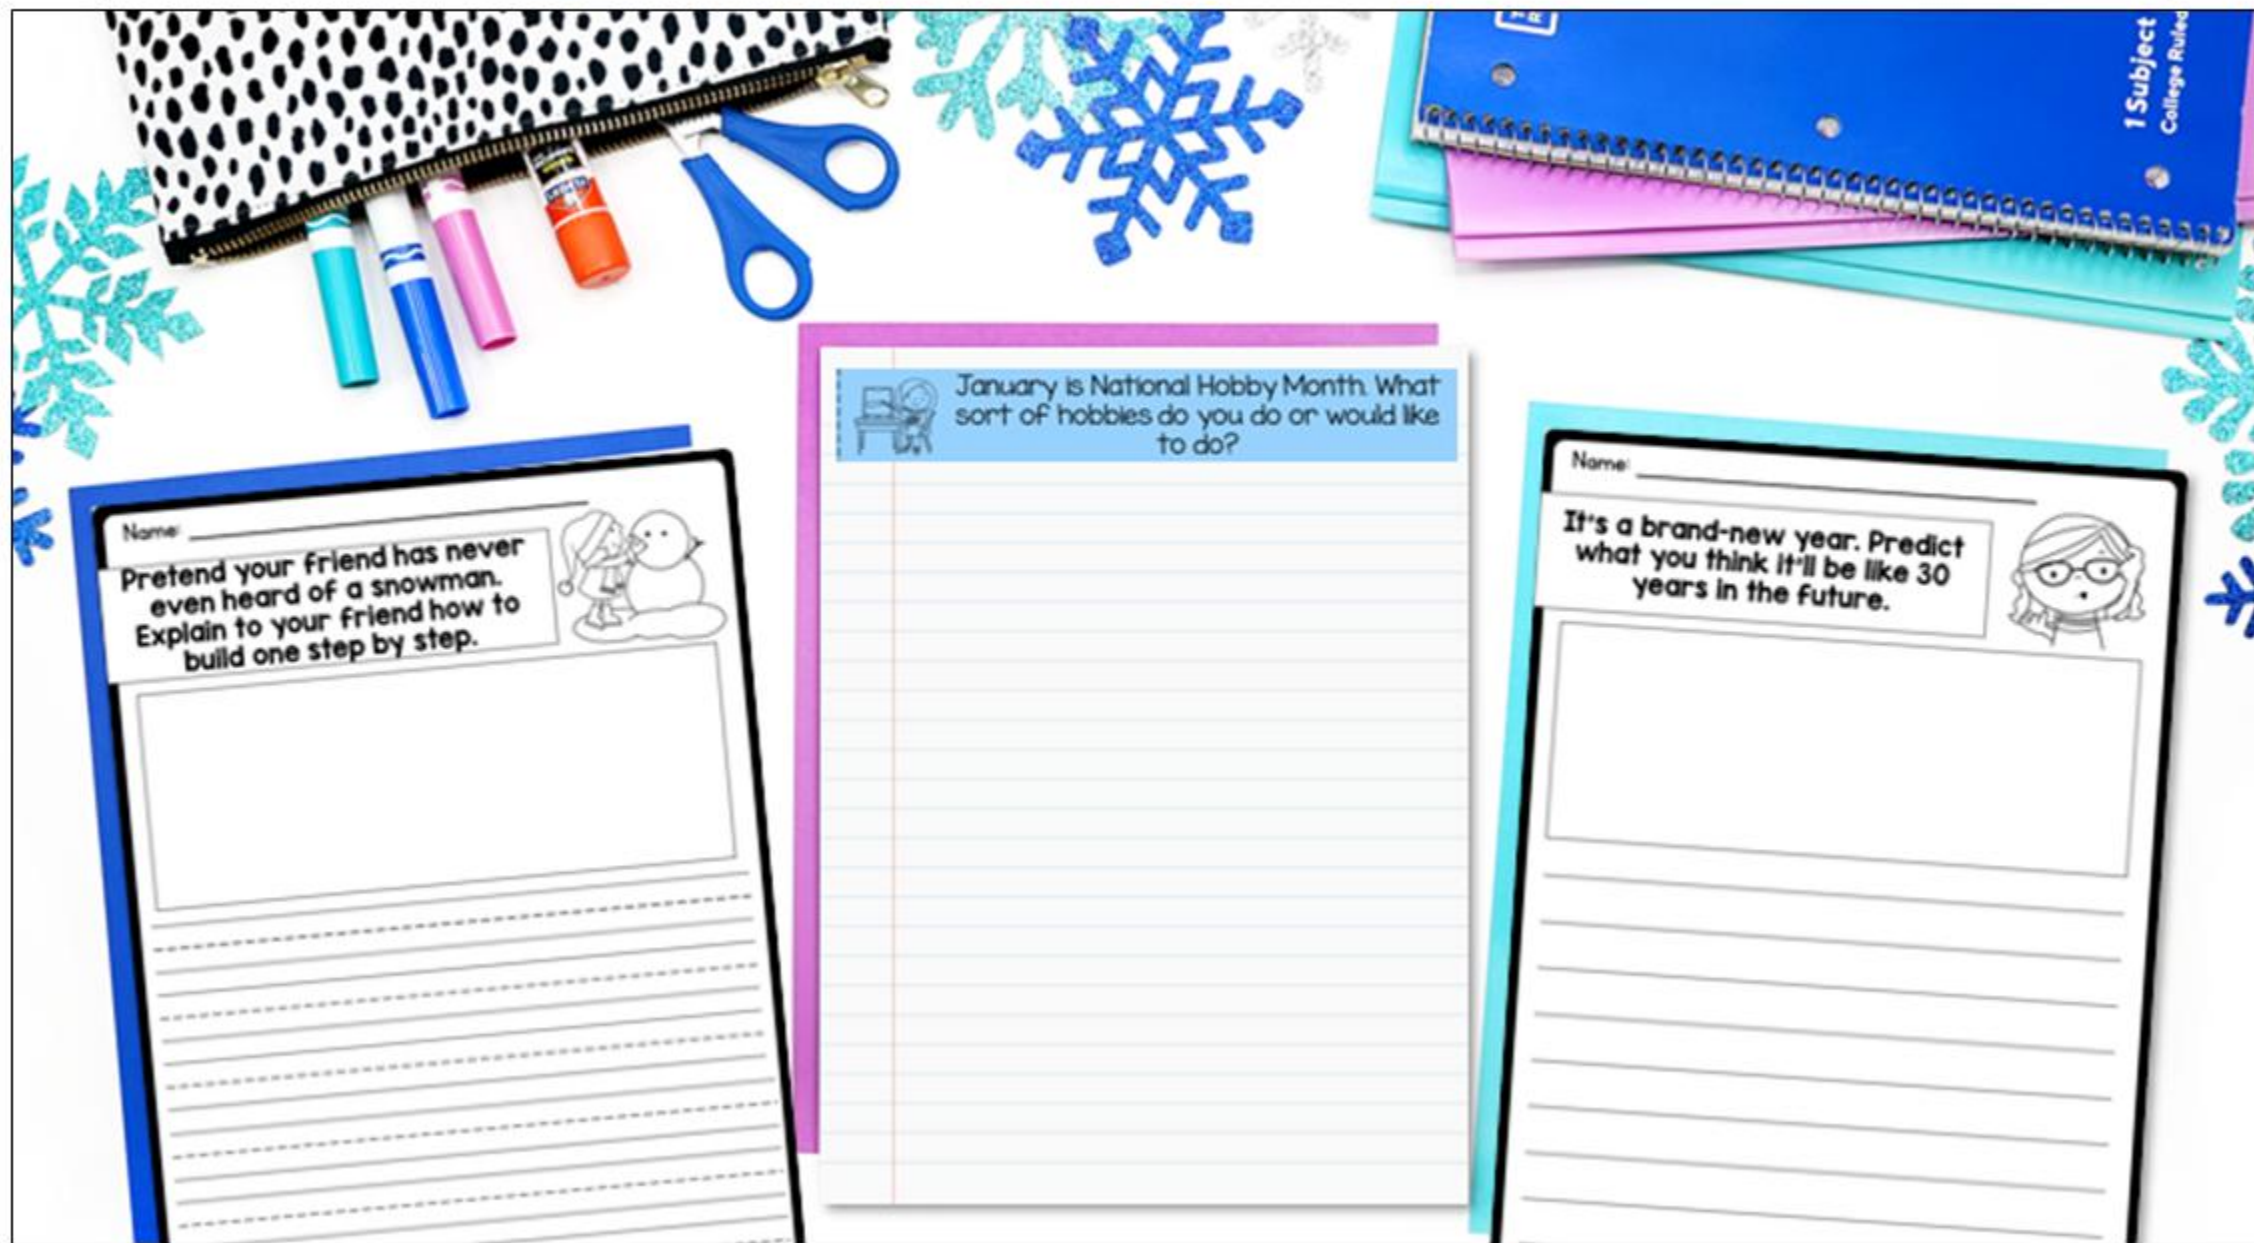 1 Subject
College Ruled
January is National Hobby Month. What
sort of hobbies do you do or would like
to do?
Name:
Pretend your friend has never
even heard of a snowman.
Explain to your friend how to
build one step by step.
Name:
It's a brand-new year. Predict
what you think it'll be like 30
years in the future.